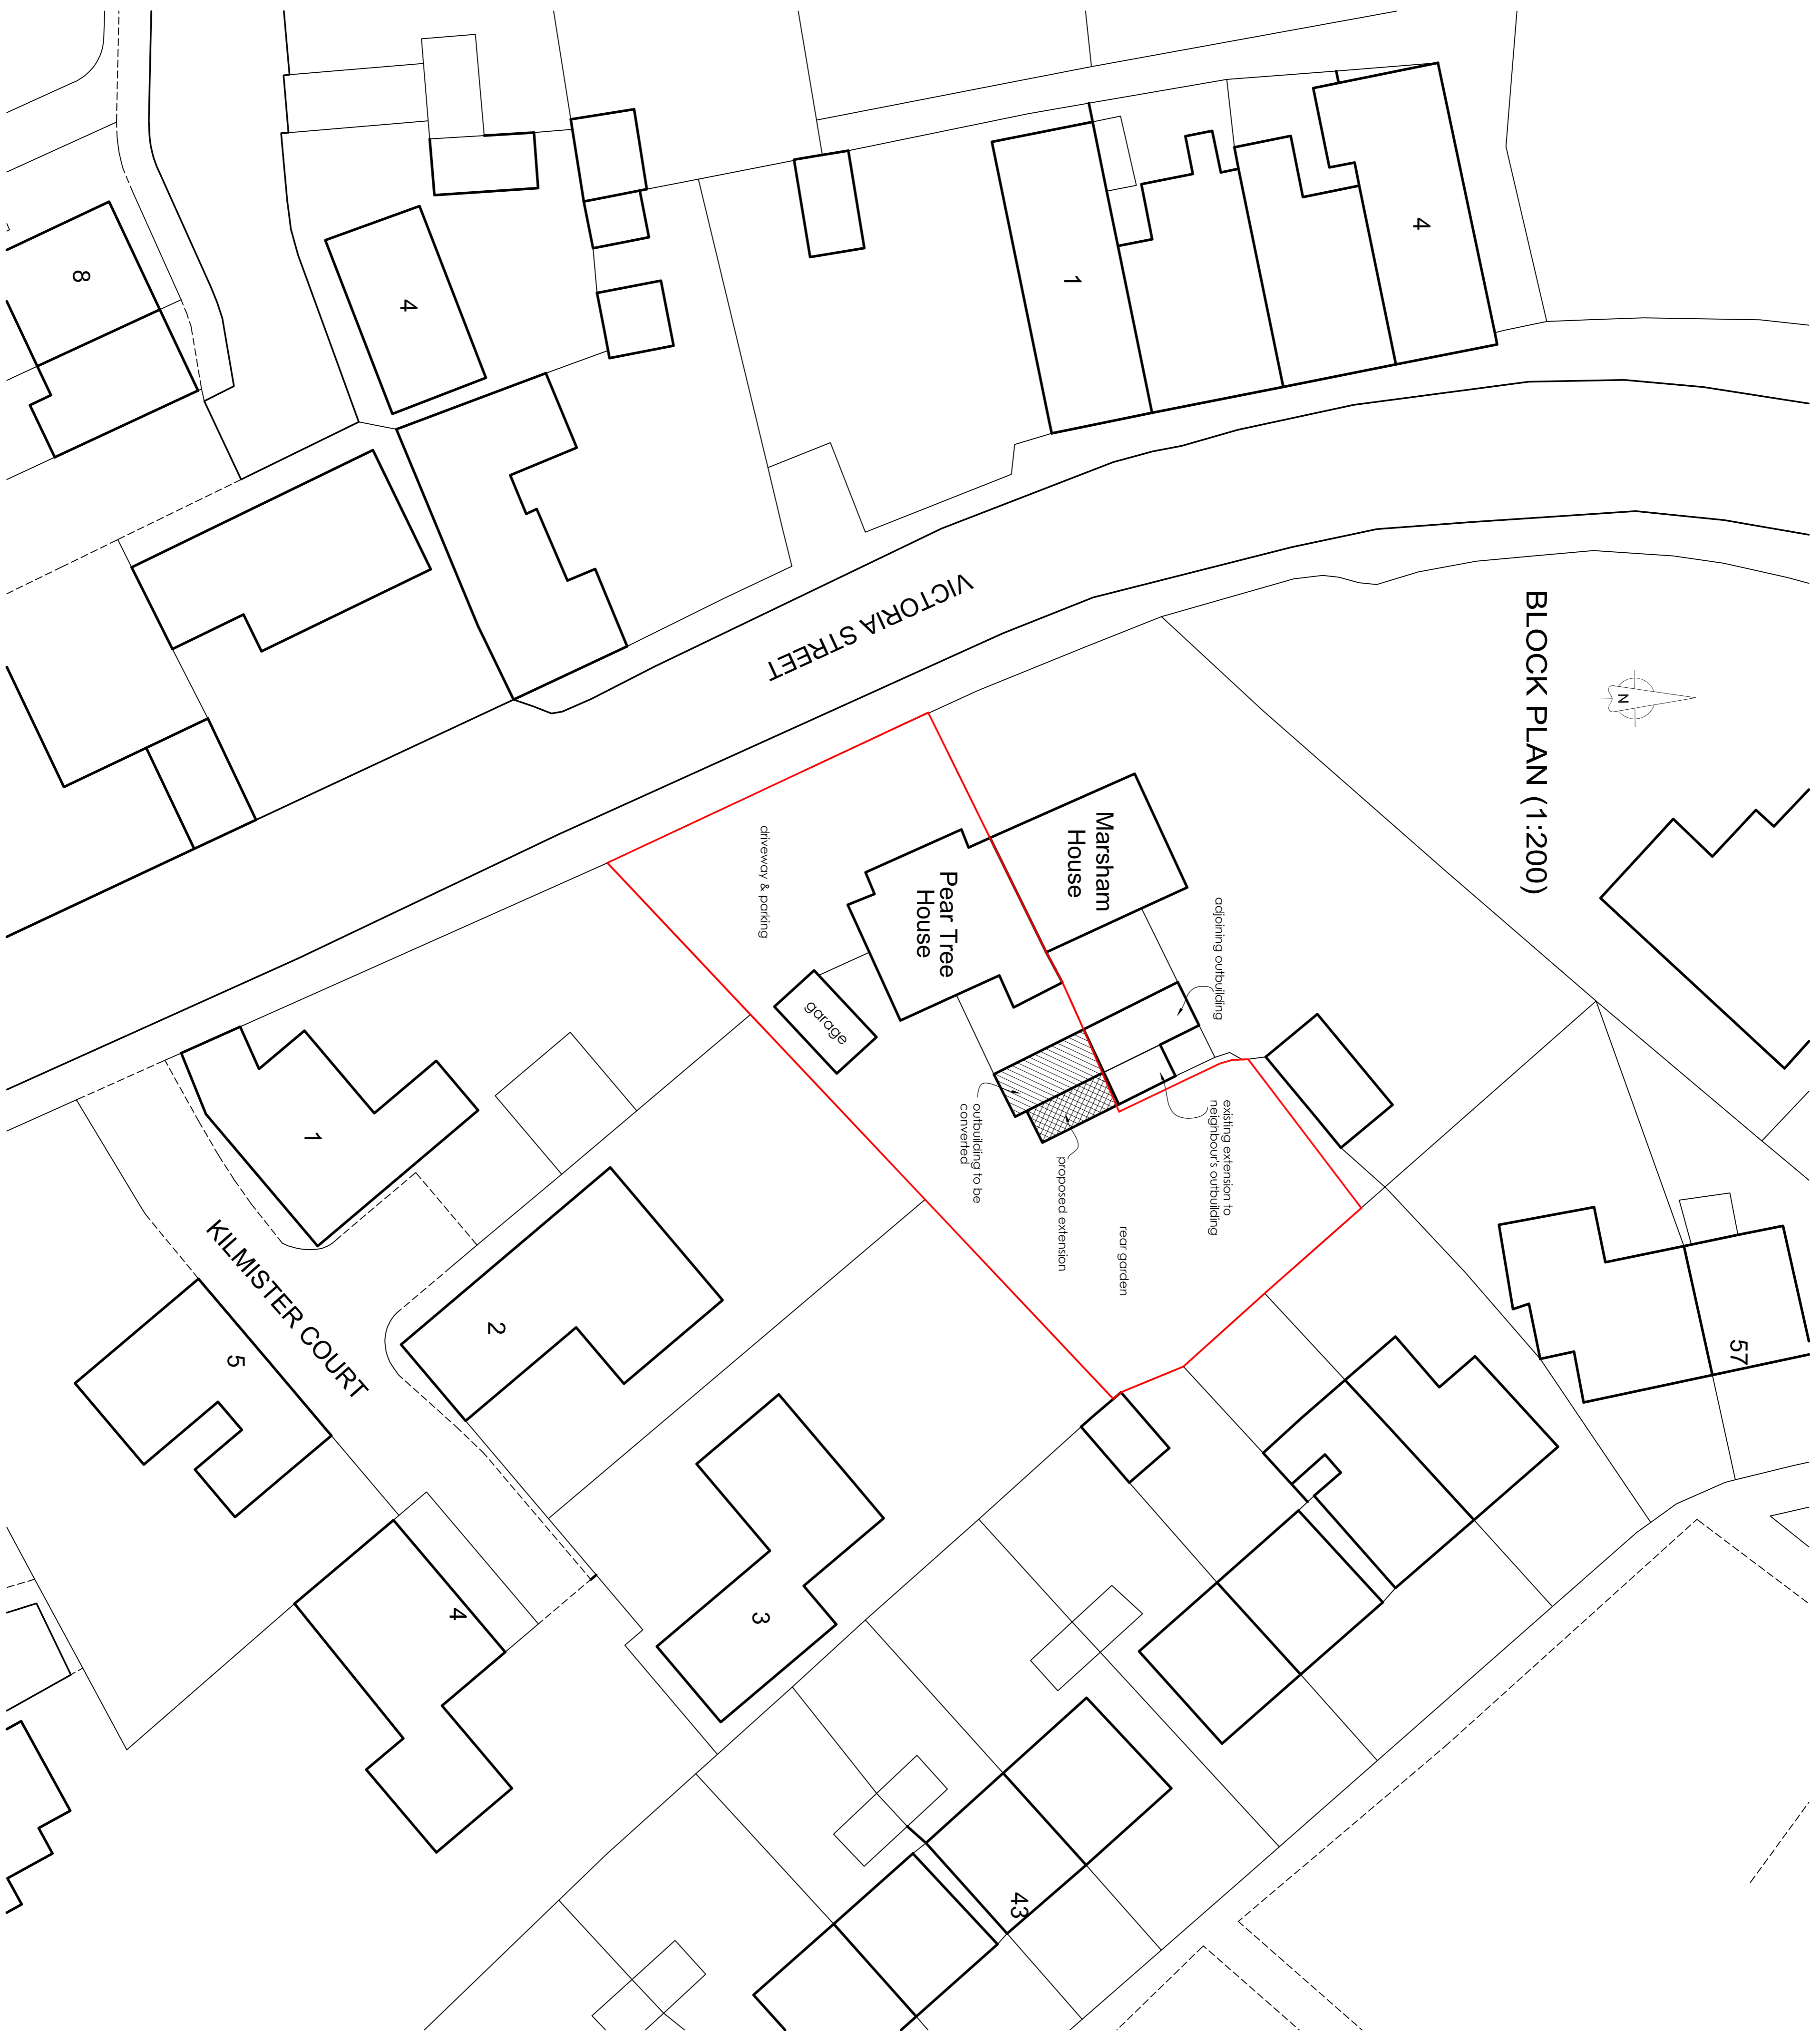 BLOCK PLAN (1:200)
N
VICTORIA STREET
Marsham
House
Pear Tree
House
garage
driveway & parking
adjoining outbuilding
existing extension to
neighbour's outbuilding
outbuilding to be
converted
proposed extension
rear garden
KILMISTER COURT
4
1
4
8
1
2
3
4
5
57
43